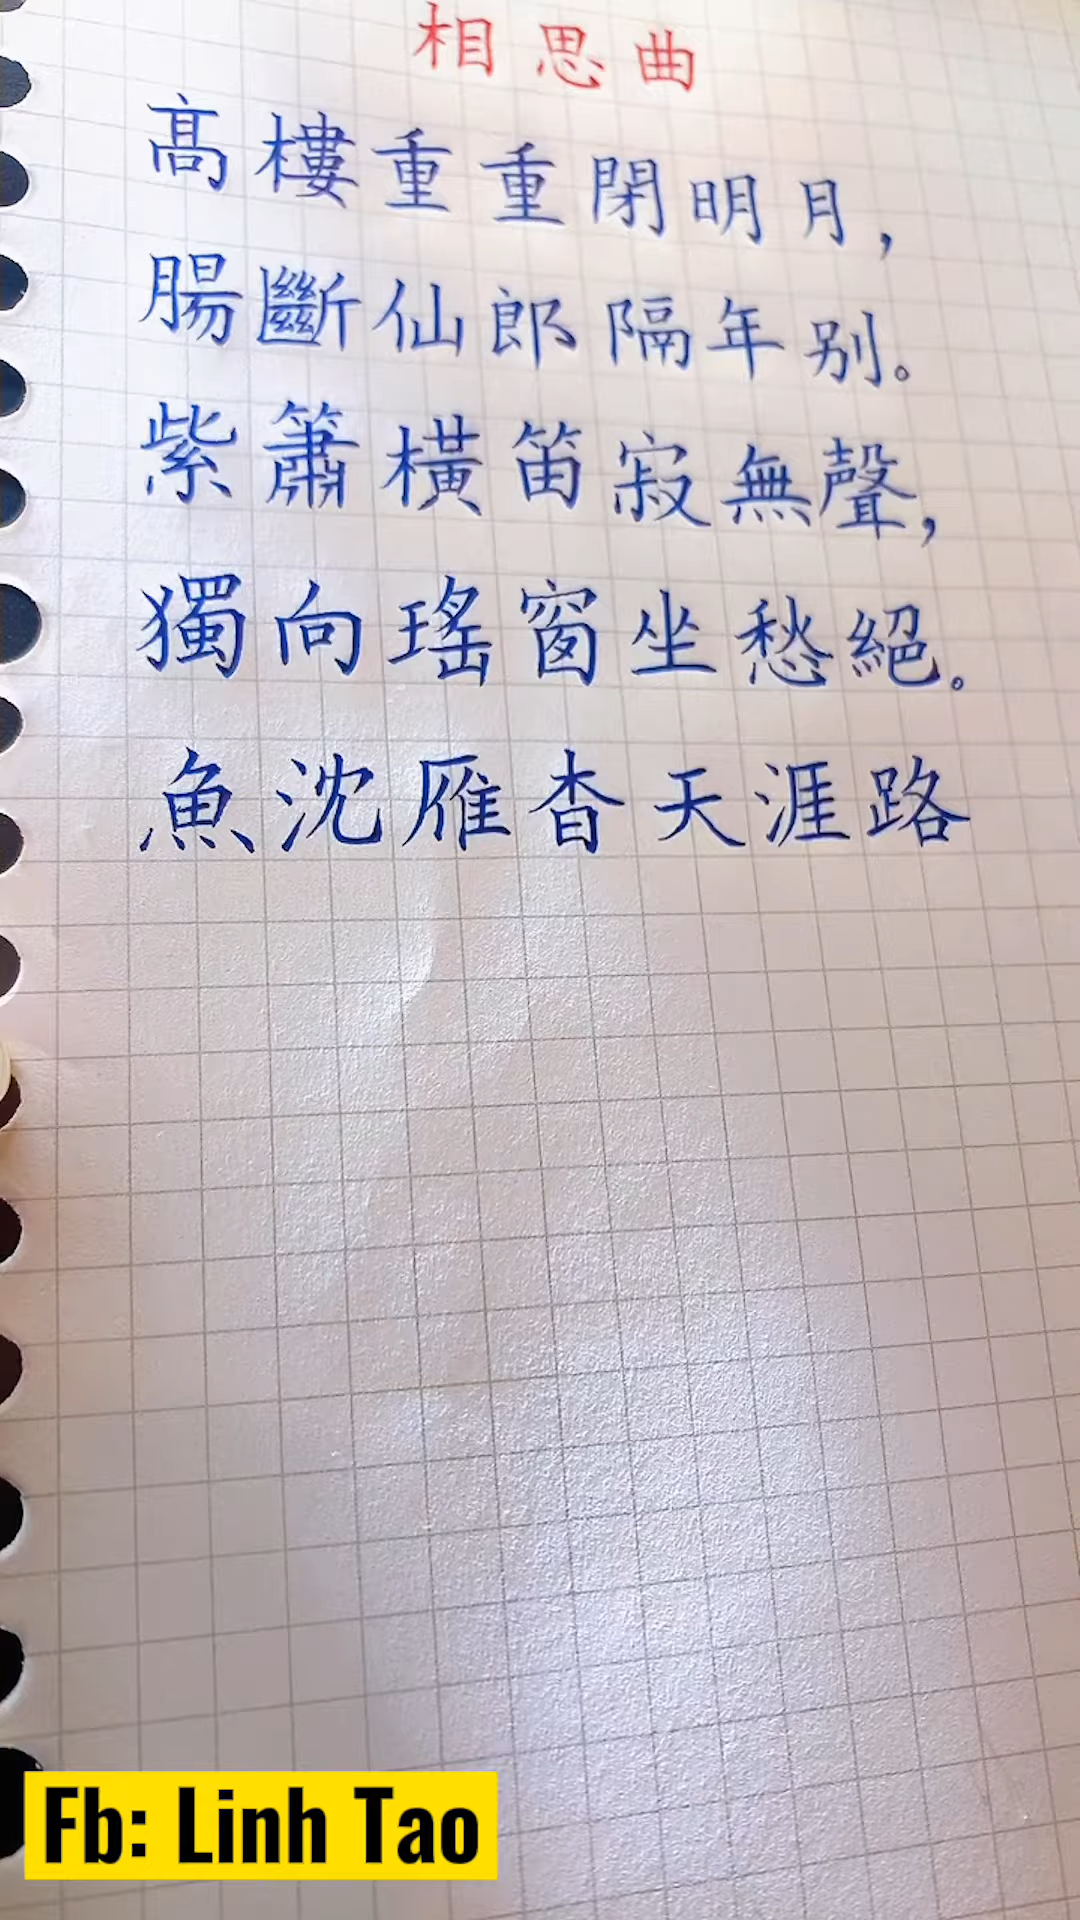 相思曲
高樓重重閉明月，
腸斷仙郎隔年别。
紫簫橫笛寂無聲，
獨向瑤窗坐愁絕。
魚沈雁杳天涯路
Fb: Linh Tao